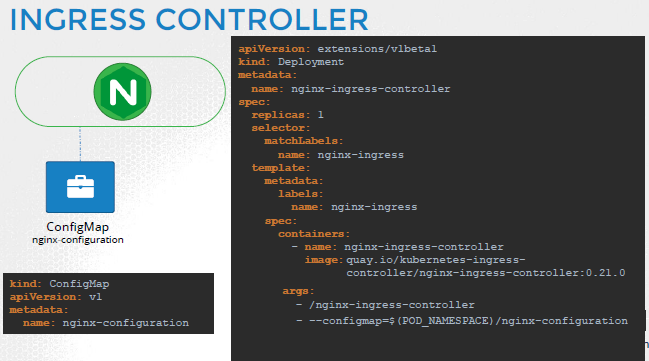 INGRESS CONTROLLER
N
ConfigMap
nginx-configuration
kind: ConfigMap
apiVersion: v1
metadata:
name: nginx-configuration
apiVersion: extensions/v1beta1
kind: Deployment
metadata:
name: nginx-ingress-controller
spec:
replicas: 1
selector:
matchLabels:
name: nginx-ingress
template:
metadata:
labels:
name: nginx-ingress
spec:
containers:
- name: nginx-ingress-controller
image:quay.io/kubernetes-ingress-
controller/nginx-ingress-controller:0.21.0
args:
- /nginx-ingress-controller
- --configmap=$(POD_NAMESPACE)/nginx-configuration